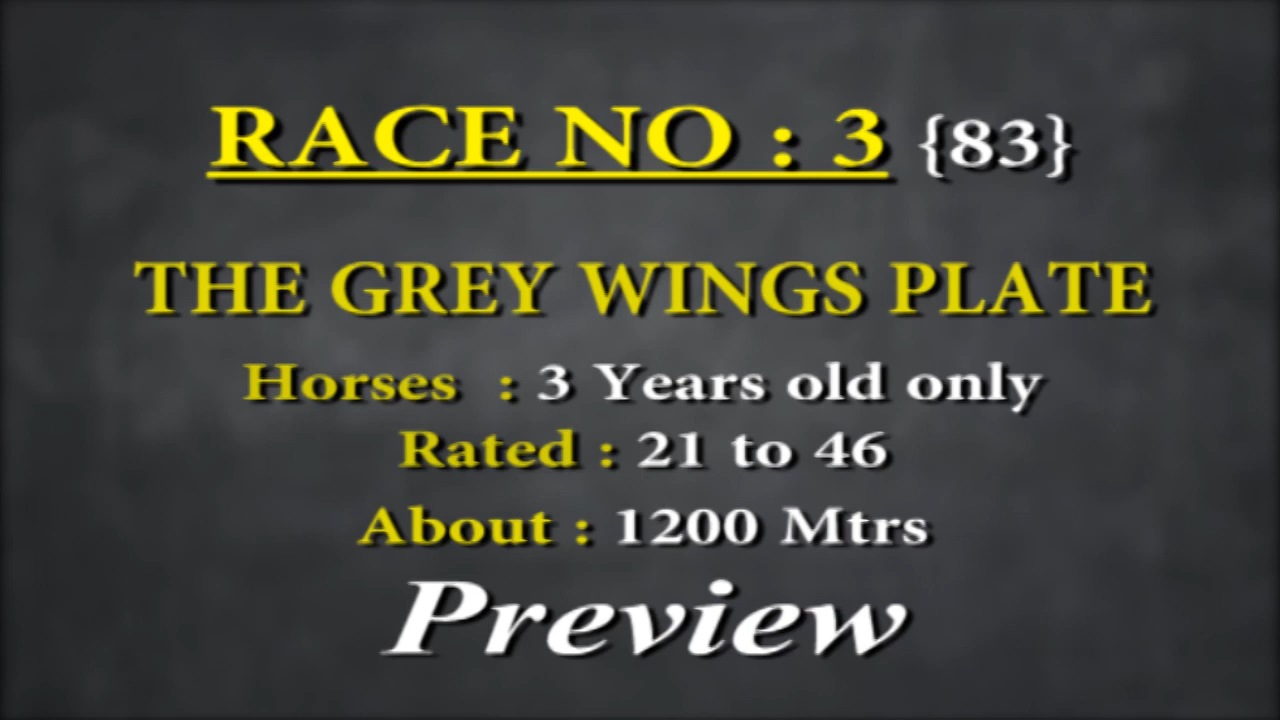 RACE NO : 3 {83}
THE GREY WINGS PLATE
Horses : 3 Years old only
Rated : 21 to 46
About : 1200 Mtrs
Preview